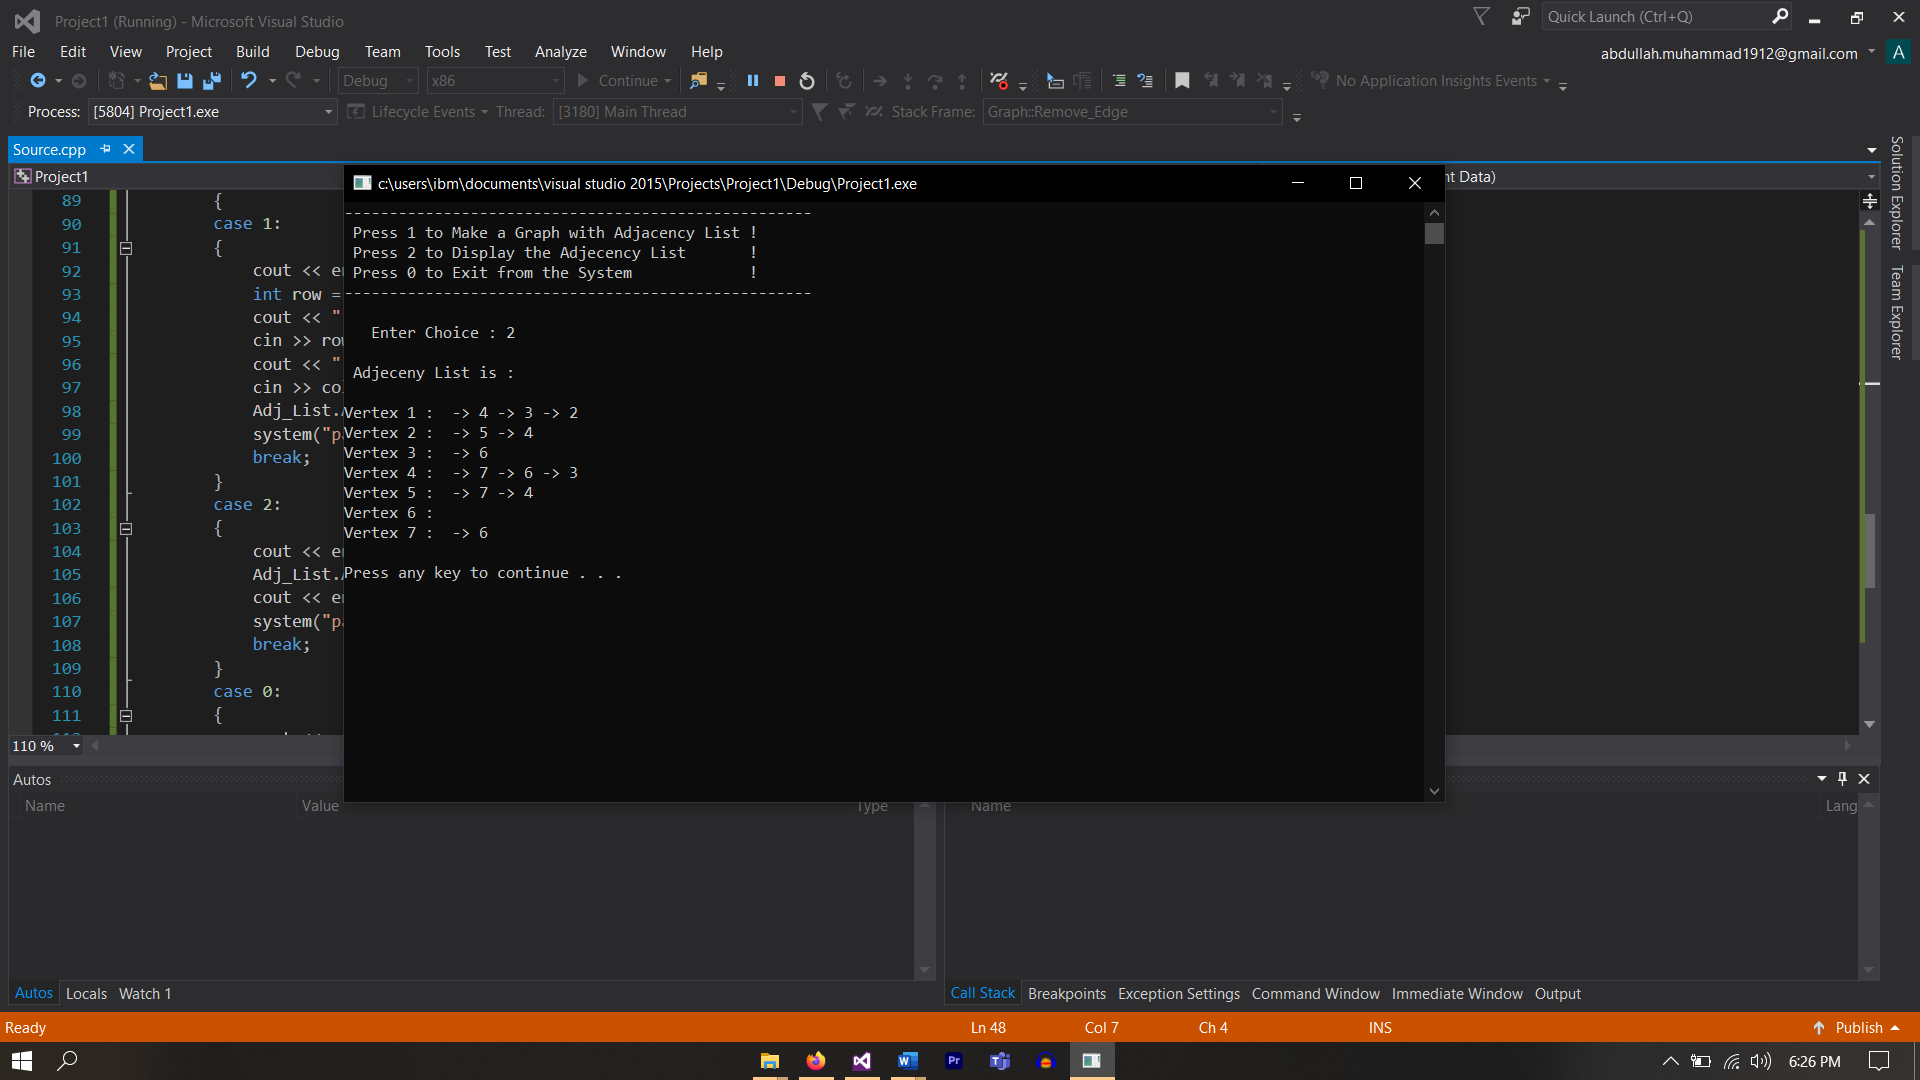 Project1 (Running) - Microsoft Visual Studio
Quick Launch (Ctrl+Q)
File Edit View Project Build Debug Team Tools Test Analyze Window Help
abdullah.muhammad1912@gmail.com A
Debug x86 Continue No Application Insights Events
Process: [5804] Project1.exe Lifecycle Events Thread: [3180] Main Thread Stack Frame: Graph::Remove_Edge
Source.cpp
Project1
nt Data)
Solution Explorer
Team Explorer
c:\users\ibm\documents\visual studio 2015\Projects\Project1\Debug\Project1.exe
----------------------------------------------------
Press 1 to Make a Graph with Adjacency List !
Press 2 to Display the Adjecency List !
Press 0 to Exit from the System !
----------------------------------------------------
Enter Choice : 2
Adjeceny List is :
Vertex 1 : -> 4 -> 3 -> 2
Vertex 2 : -> 5 -> 4
Vertex 3 : -> 6
Vertex 4 : -> 7 -> 6 -> 3
Vertex 5 : -> 7 -> 4
Vertex 6 :
Vertex 7 : -> 6
Press any key to continue . . .
89 {
90 case 1:
91 {
92 cout << e
93 int row =
94 cout << "
95 cin >> ro
96 cout << "
97 cin >> co
98 Adj_List.
99 system("p
100 break;
101 }
102 case 2:
103 {
104 cout << e
105 Adj_List.
106 cout << e
107 system("p
108 break;
109 }
110 case 0:
111 {
110 %
Autos
Name Value Type
Name Lang
Autos Locals Watch 1
Call Stack Breakpoints Exception Settings Command Window Immediate Window Output
Ready Ln 48 Col 7 Ch 4 INS Publish
W Pr T
6:26 PM